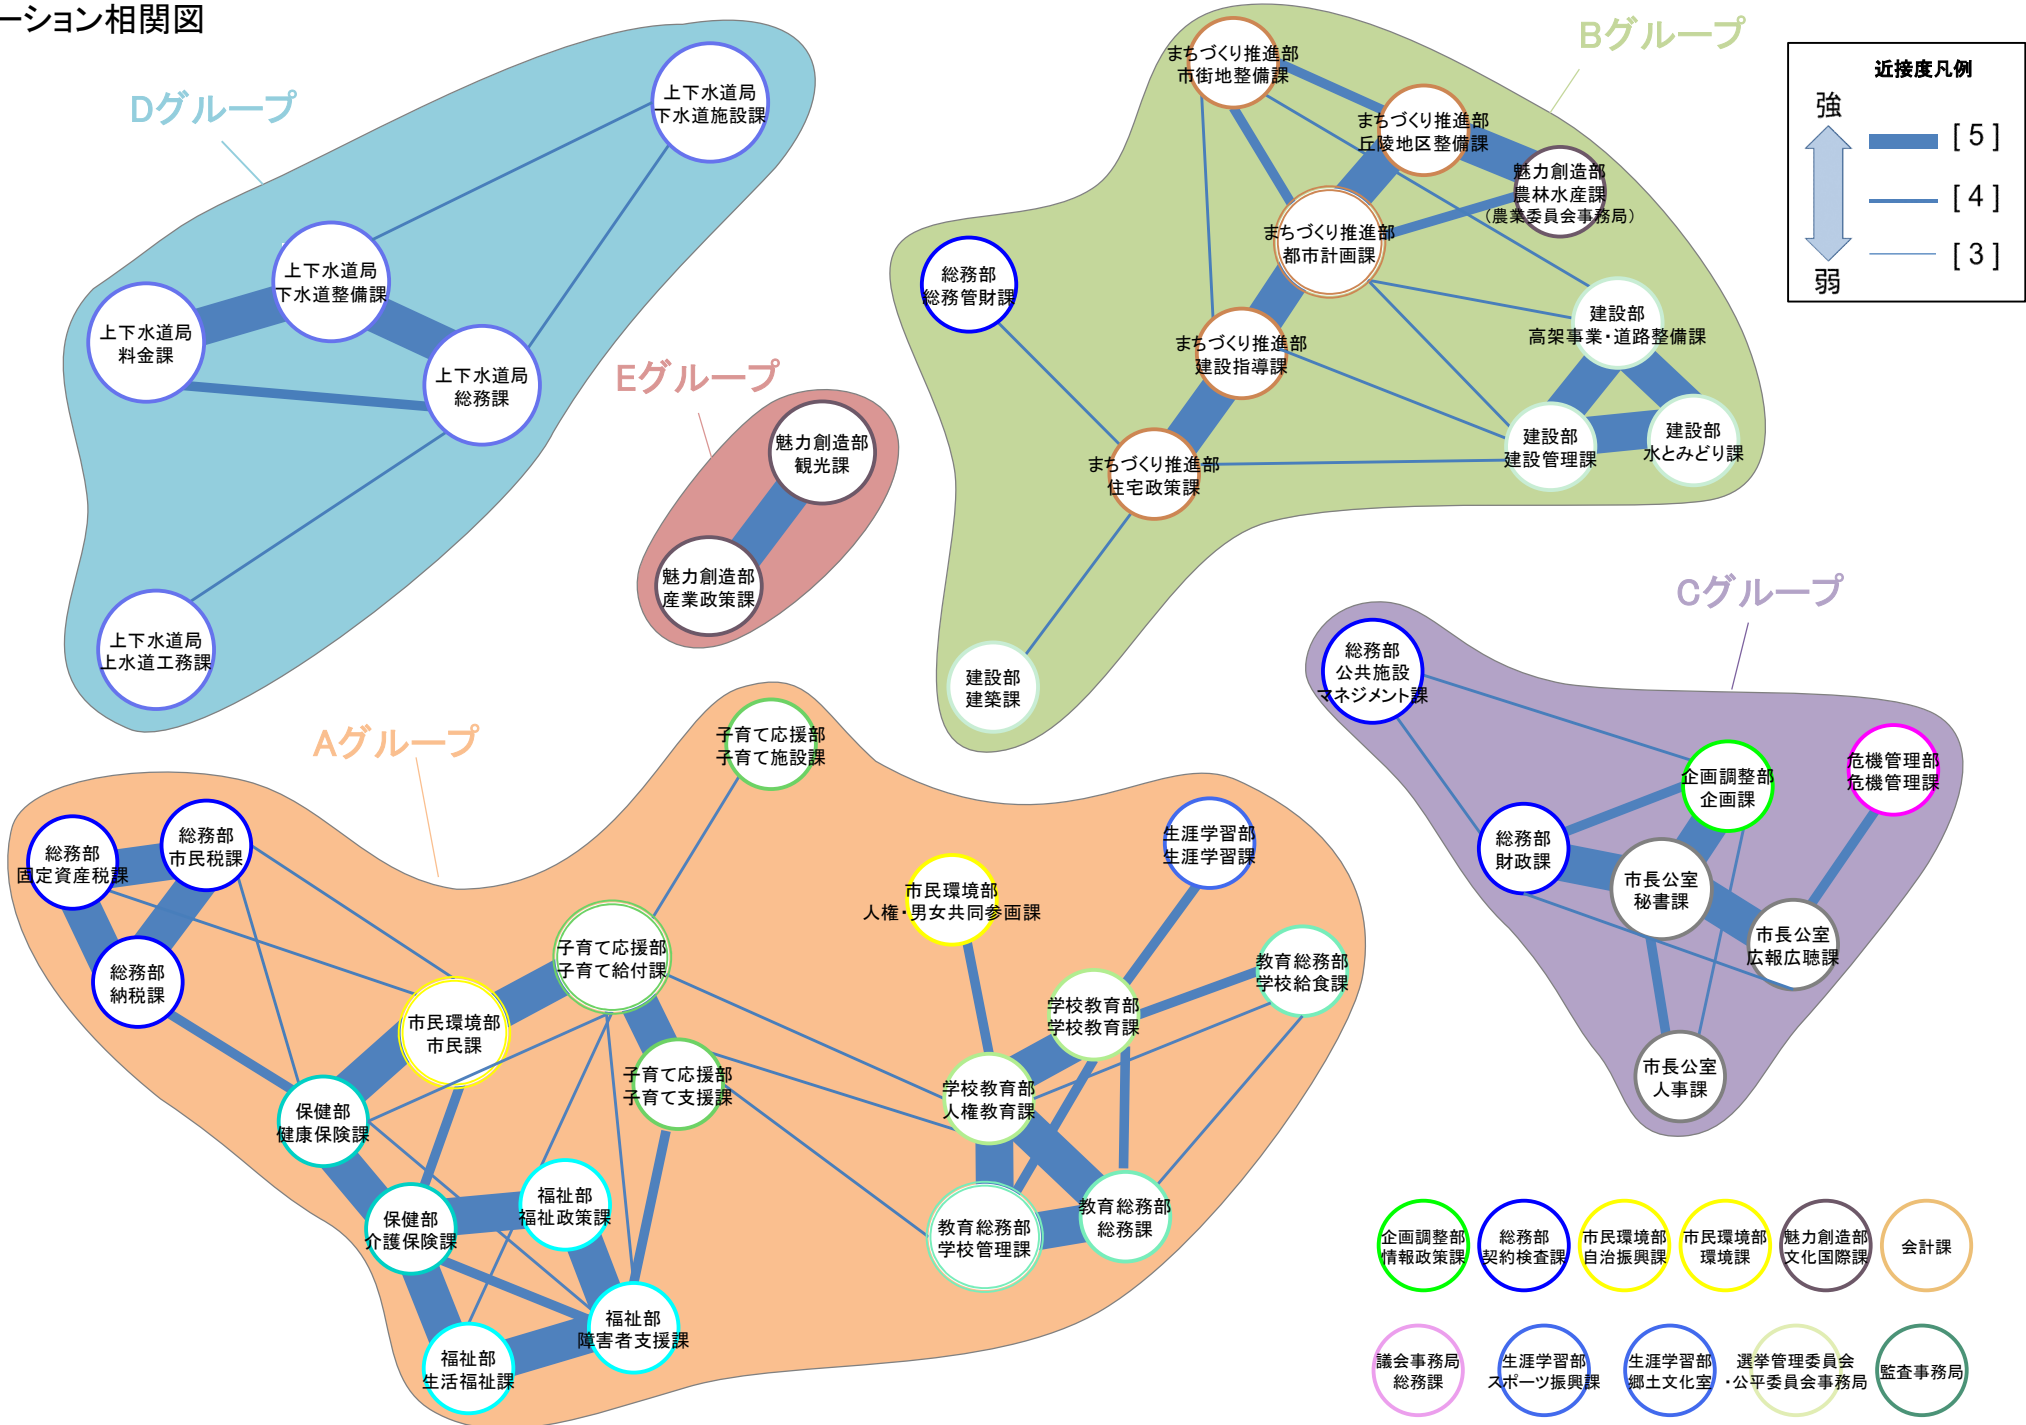 ーション相関図
Dグループ
上下水道局
下水道施設課
上下水道局
下水道整備課
上下水道局
料金課
上下水道局
総務課
上下水道局
上水道工務課
Eグループ
魅力創造部
観光課
魅力創造部
産業政策課
Bグループ
まちづくり推進部
市街地整備課
まちづくり推進部
丘陵地区整備課
魅力創造部
農林水産課
（農業委員会事務局）
まちづくり推進部
都市計画課
総務部
総務管財課
建設部
高架事業・道路整備課
まちづくり推進部
建設指導課
建設部
建設管理課
建設部
水とみどり課
まちづくり推進部
住宅政策課
建設部
建築課
近接度凡例
強
[ 5 ]
[ 4 ]
[ 3 ]
弱
Cグループ
総務部
公共施設
マネジメント課
企画調整部
企画課
危機管理部
危機管理課
総務部
財政課
市長公室
秘書課
市長公室
広報広聴課
市長公室
人事課
Aグループ
子育て応援部
子育て施設課
総務部
固定資産税課
総務部
市民税課
総務部
納税課
子育て応援部
子育て給付課
市民環境部
市民課
子育て応援部
子育て支援課
保健部
健康保険課
保健部
介護保険課
福祉部
福祉政策課
福祉部
障害者支援課
福祉部
生活福祉課
生涯学習部
生涯学習課
市民環境部
人権・男女共同参画課
教育総務部
学校給食課
学校教育部
学校教育課
学校教育部
人権教育課
教育総務部
学校管理課
教育総務部
総務課
企画調整部
情報政策課
総務部
契約検査課
市民環境部
自治振興課
市民環境部
環境課
魅力創造部
文化国際課
会計課
議会事務局
総務課
生涯学習部
スポーツ振興課
生涯学習部
郷土文化室
選挙管理委員会
・公平委員会事務局
監査事務局